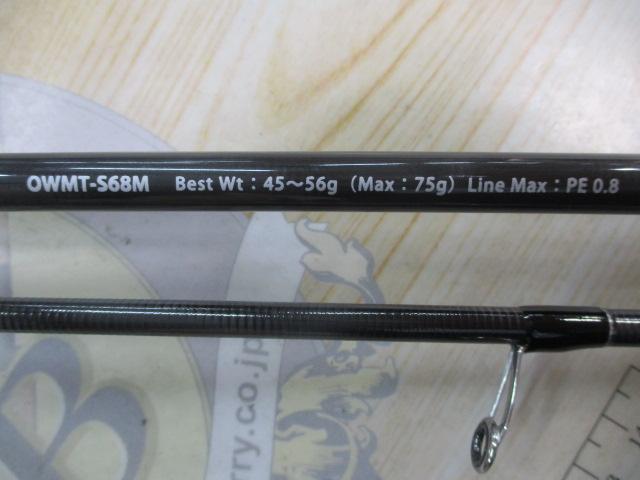 OWMT-S68M Best Wt : 45～56g (Max : 75g) Line Max : PE 0.8
rry.co.jp
B